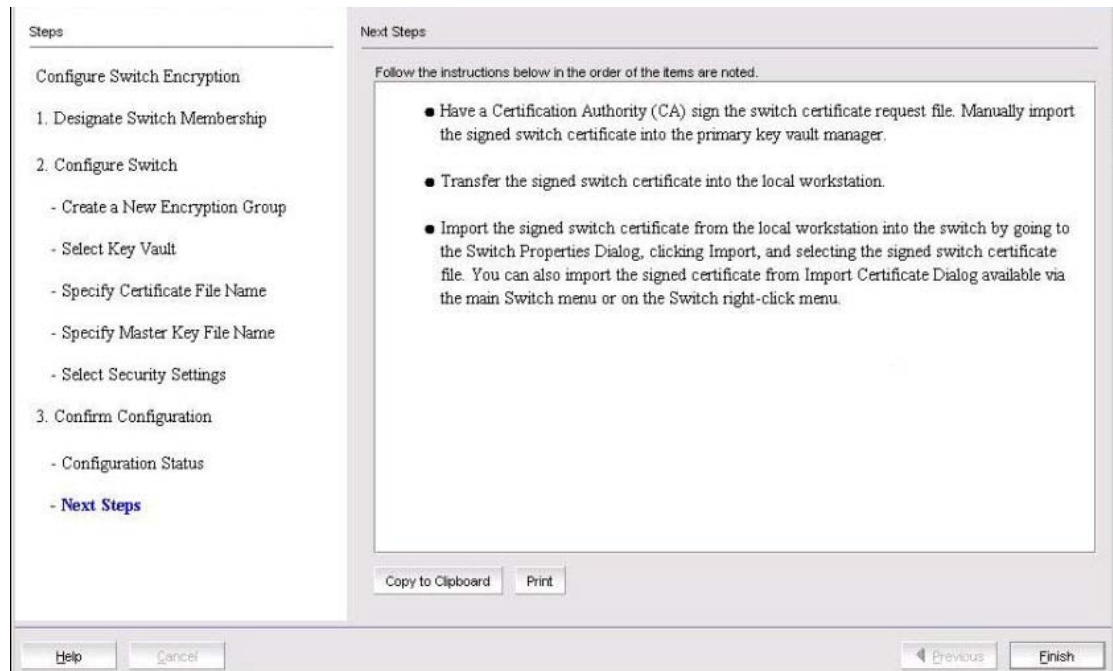 Steps
Configure Switch Encryption
1. Designate Switch Membership
2. Configure Switch
- Create a New Encryption Group
- Select Key Vault
- Specify Certificate File Name
- Specify Master Key File Name
- Select Security Settings
3. Confirm Configuration
- Configuration Status
- Next Steps
Next Steps
Follow the instructions below in the order of the items are noted.
● Have a Certification Authority (CA) sign the switch certificate request file. Manually import
the signed switch certificate into the primary key vault manager.
● Transfer the signed switch certificate into the local workstation.
● Import the signed switch certificate from the local workstation into the switch by going to
the Switch Properties Dialog, clicking Import, and selecting the signed switch certificate
file. You can also import the signed certificate from Import Certificate Dialog available via
the main Switch menu or on the Switch right-click menu.
Copy to Clipboard
Print
Help
Cancel
Previous
Finish